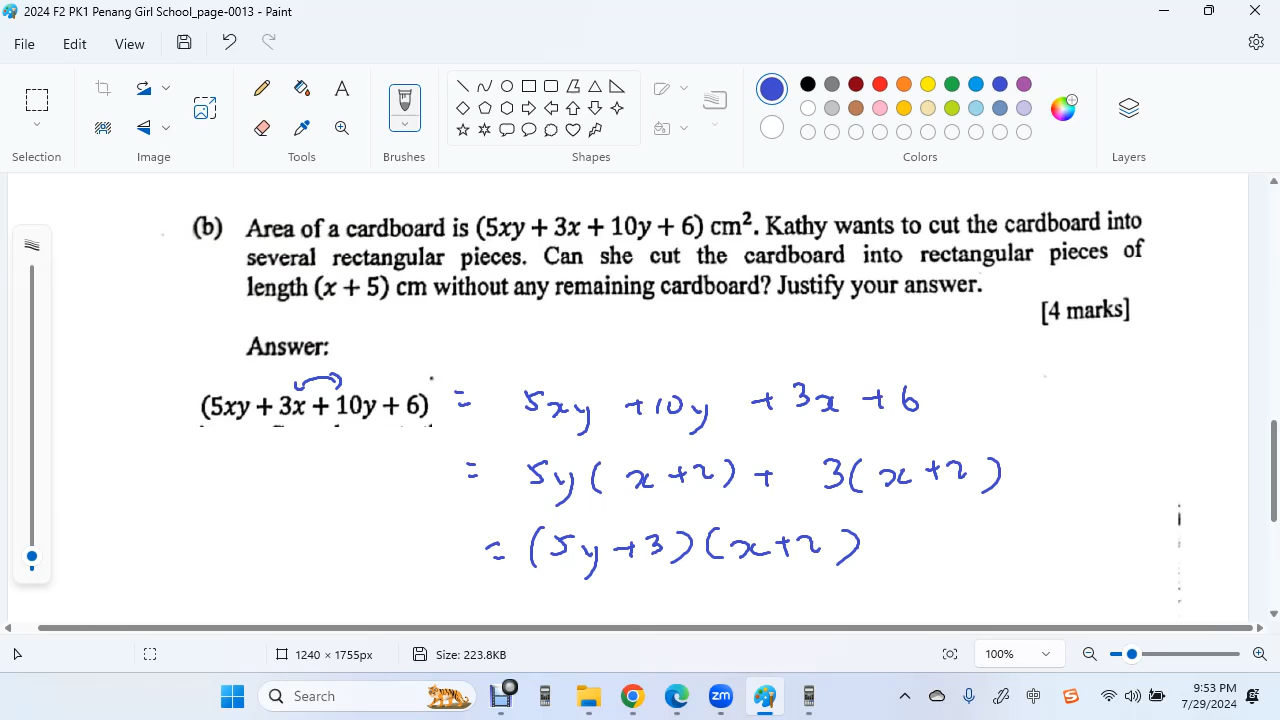 2024 F2 PK1 Penang Girl School_page-0013 - Paint
File Edit View
Selection Image Tools Brushes Shapes Colors Layers
(b) Area of a cardboard is (5xy + 3x + 10y + 6) cm². Kathy wants to cut the cardboard into
several rectangular pieces. Can she cut the cardboard into rectangular pieces of
length (x + 5) cm without any remaining cardboard? Justify your answer.
[4 marks]
Answer:
(5xy + 3x + 10y + 6) = 5xy + 10y + 3x + 6
= 5y(x+2) + 3(x+2)
= (5y+3)(x+2)
1240 × 1755px Size: 223.8KB 100%
Search zm 中 S 9:53 PM
7/29/2024